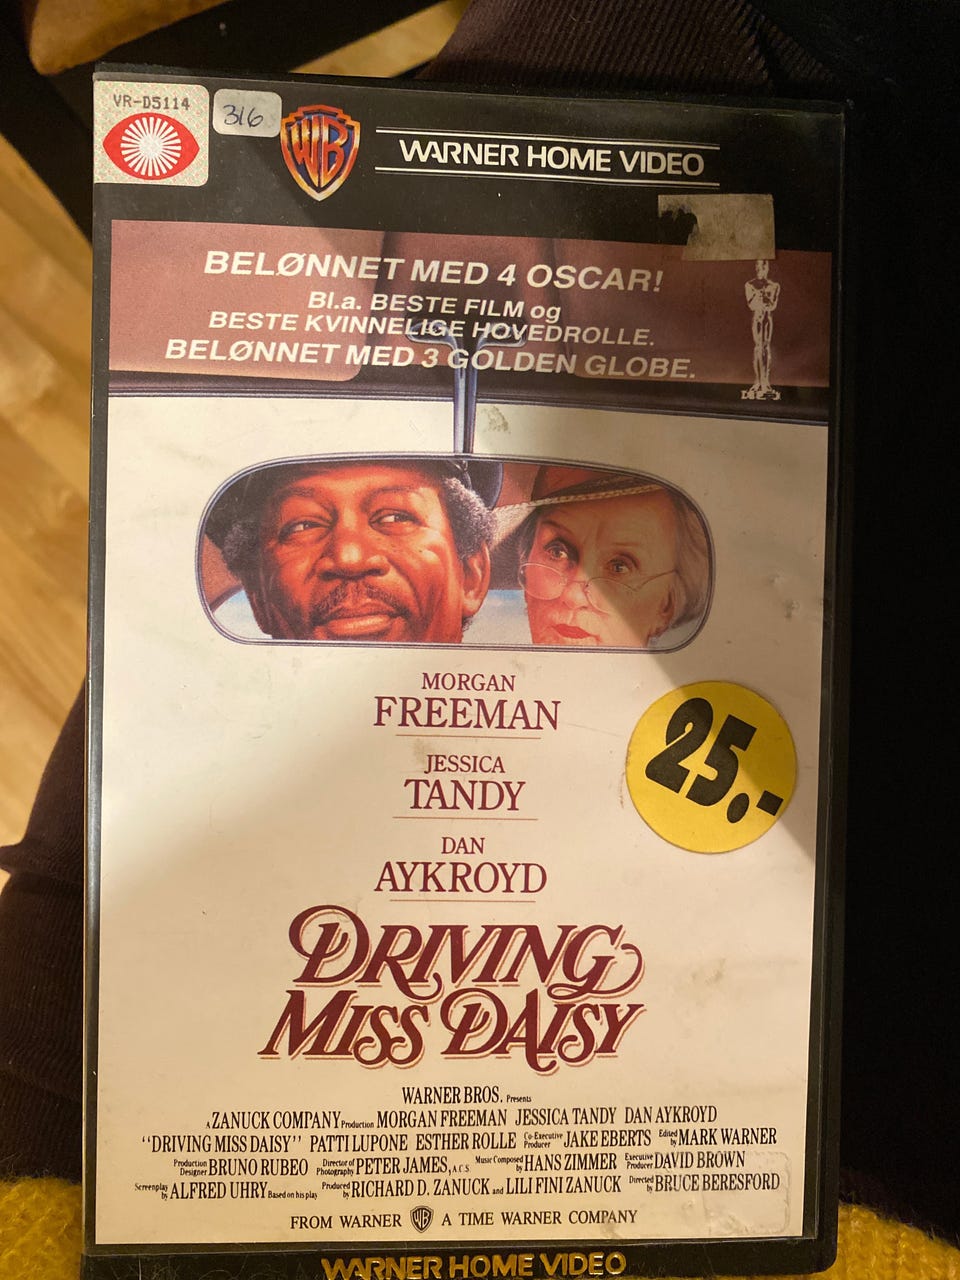 VR-D5114
316
WB
WARNER HOME VIDEO
BELØNNET MED 4 OSCAR!
Bl.a. BESTE FILM og
BESTE KVINNELIGE HOVEDROLLE.
BELØNNET MED 3 GOLDEN GLOBE.
MORGAN
FREEMAN
JESSICA
TANDY
25.-
DAN
AYKROYD
DRIVING
MISS DAISY
WARNER BROS. Presents
A ZANUCK COMPANY Production MORGAN FREEMAN JESSICA TANDY DAN AYKROYD
"DRIVING MISS DAISY" PATTI LUPONE ESTHER ROLLE Co-Executive Producer JAKE EBERTS Edited by MARK WARNER
Production Designer BRUNO RUBEO Director of Photography PETER JAMES, A.C.S. Music Composed by HANS ZIMMER Executive Producer DAVID BROWN
Screenplay by ALFRED UHRY Based on his play Produced by RICHARD D. ZANUCK and LILI FINI ZANUCK Directed by BRUCE BERESFORD
FROM WARNER WB A TIME WARNER COMPANY
WARNER HOME VIDEO